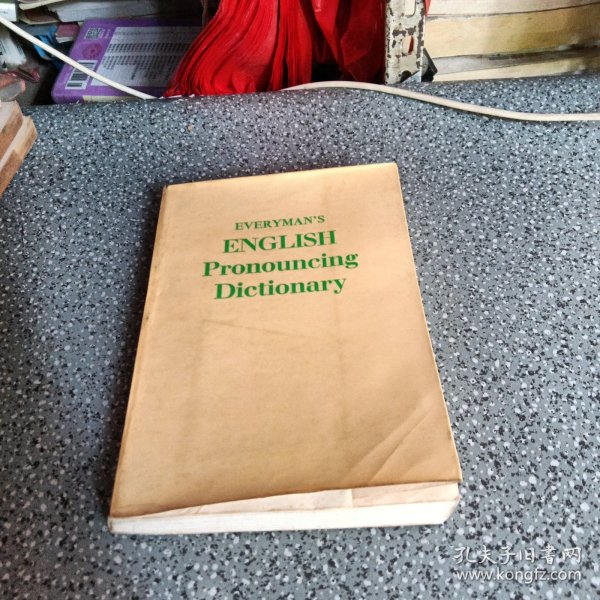 EVERYMAN'S
ENGLISH
Pronouncing
Dictionary
孔夫子旧书网
www.kongfz.com